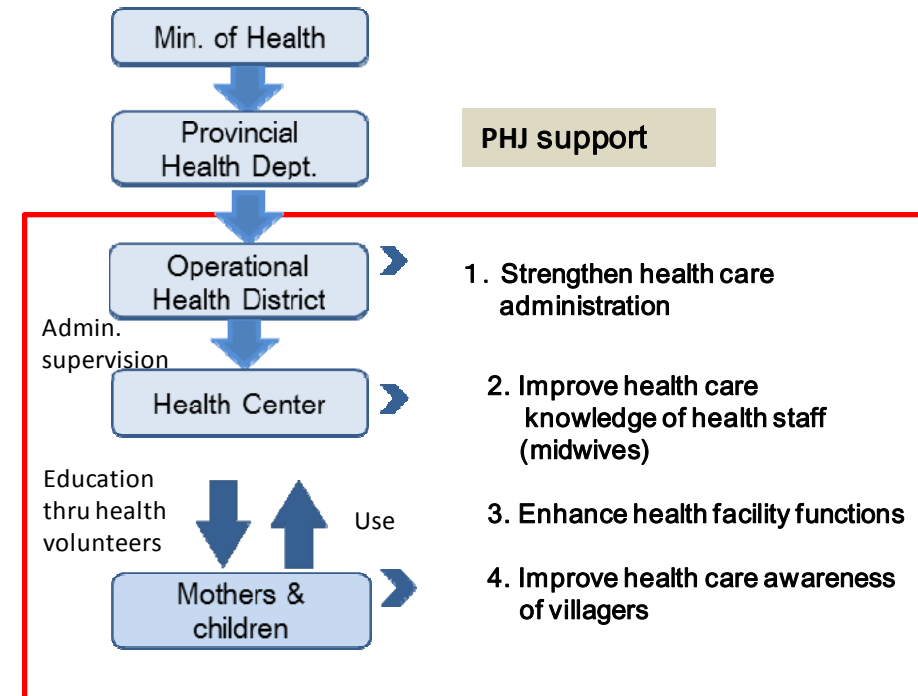 Min. of Health
Provincial
Health Dept.
PHJ support
Operational
Health District
1. Strengthen health care
administration
Admin.
supervision
Health Center
2. Improve health care
knowledge of health staff
(midwives)
Education
thru health
volunteers
Use
3. Enhance health facility functions
Mothers &
children
4. Improve health care awareness
of villagers